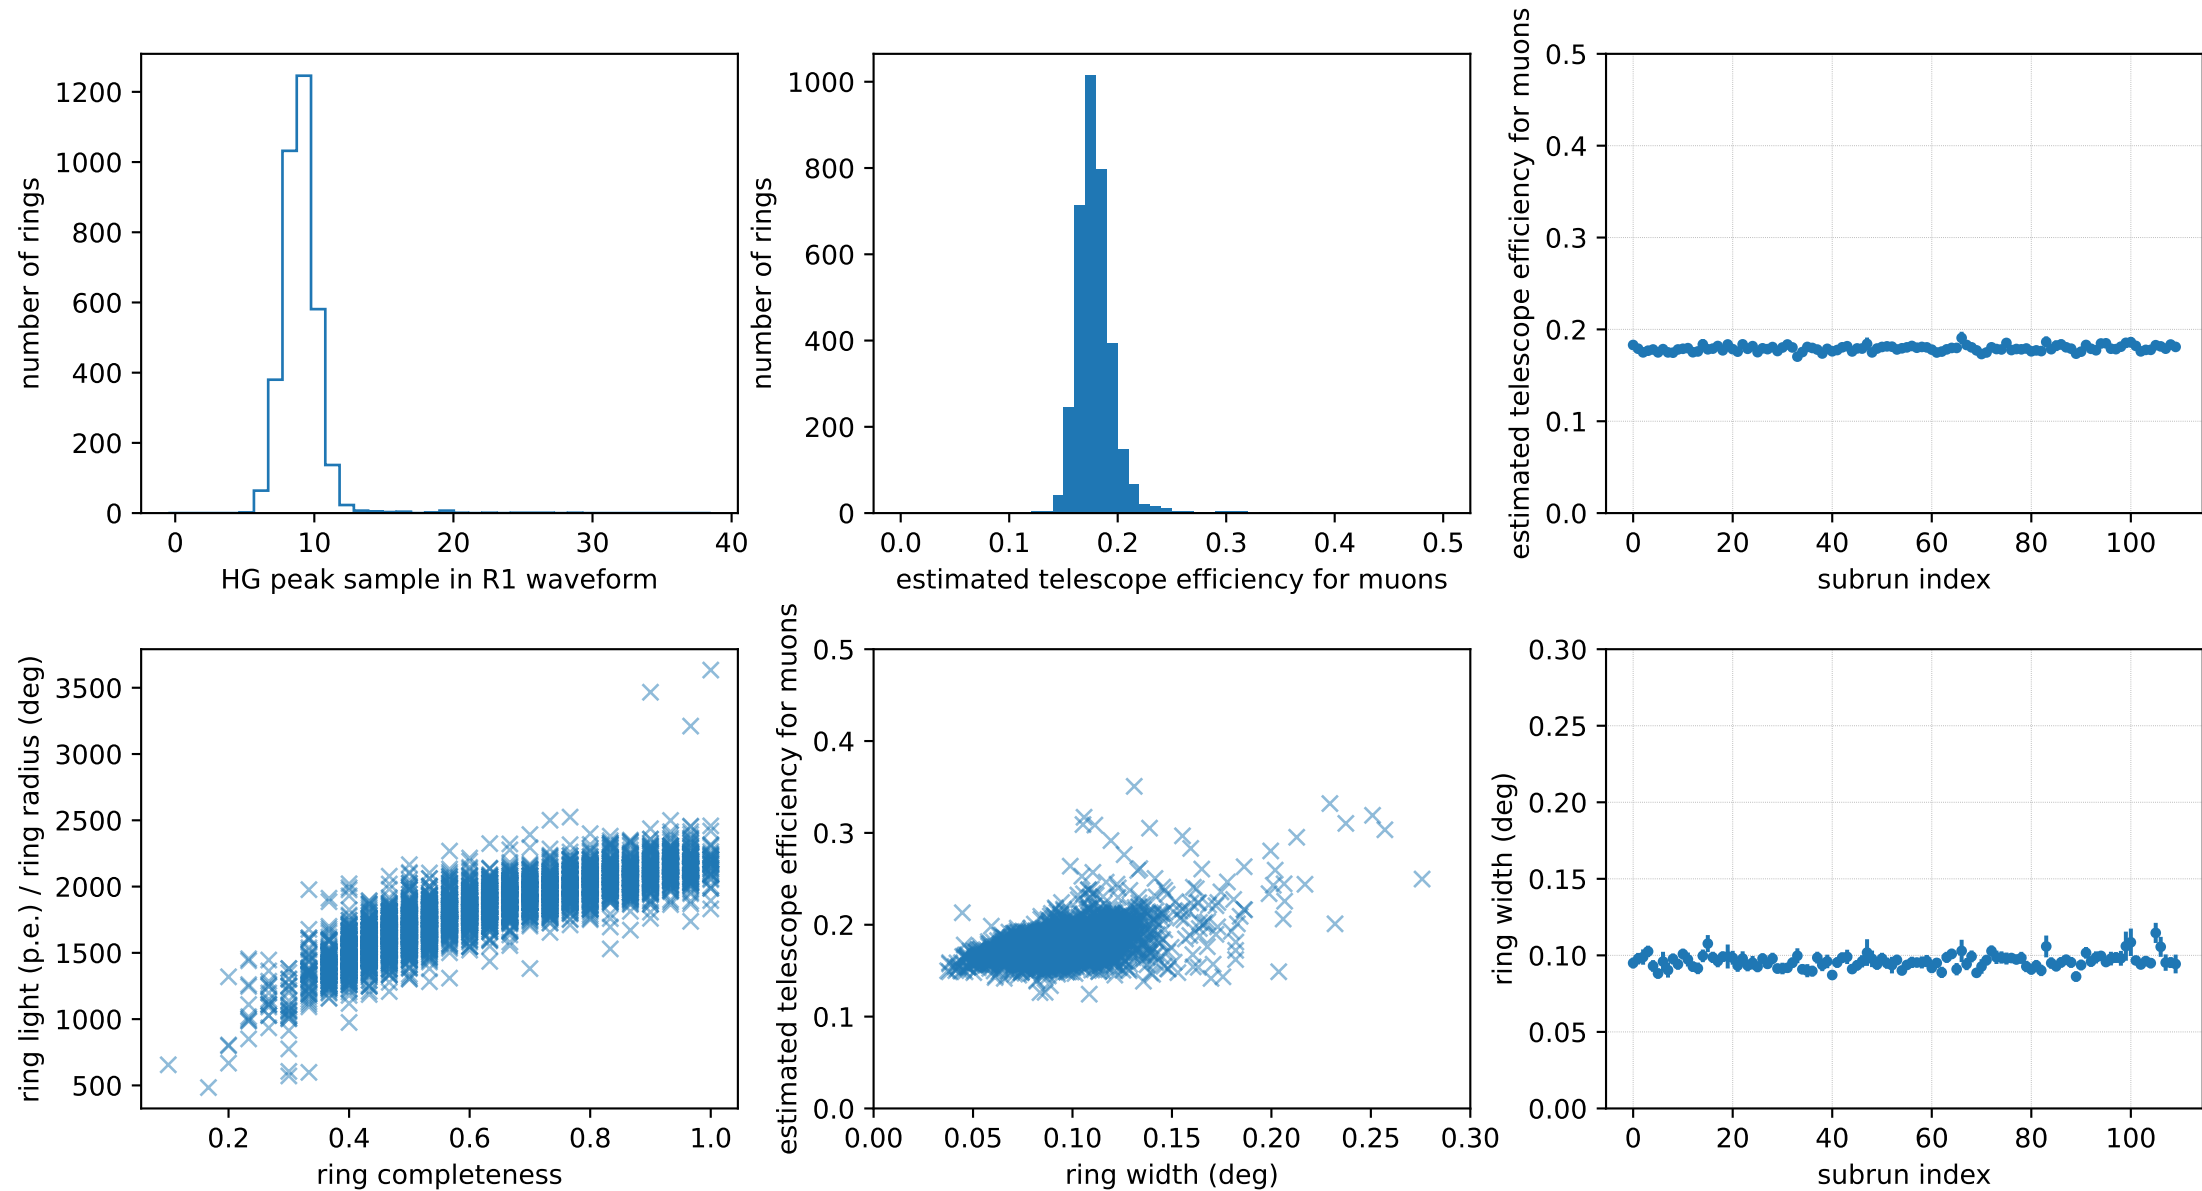 number of rings
1200
1000
800
600
400
200
0
0 10 20 30 40
HG peak sample in R1 waveform
number of rings
1000
800
600
400
200
0
0.0 0.1 0.2 0.3 0.4 0.5
estimated telescope efficiency for muons
estimated telescope efficiency for muons
0.5
0.4
0.3
0.2
0.1
0.0
0 20 40 60 80 100
subrun index
ring light (p.e.) / ring radius (deg)
3500
3000
2500
2000
1500
1000
500
0.2 0.4 0.6 0.8 1.0
ring completeness
estimated telescope efficiency for muons
0.5
0.4
0.3
0.2
0.1
0.0
0.00 0.05 0.10 0.15 0.20 0.25 0.30
ring width (deg)
ring width (deg)
0.30
0.25
0.20
0.15
0.10
0.05
0.00
0 20 40 60 80 100
subrun index